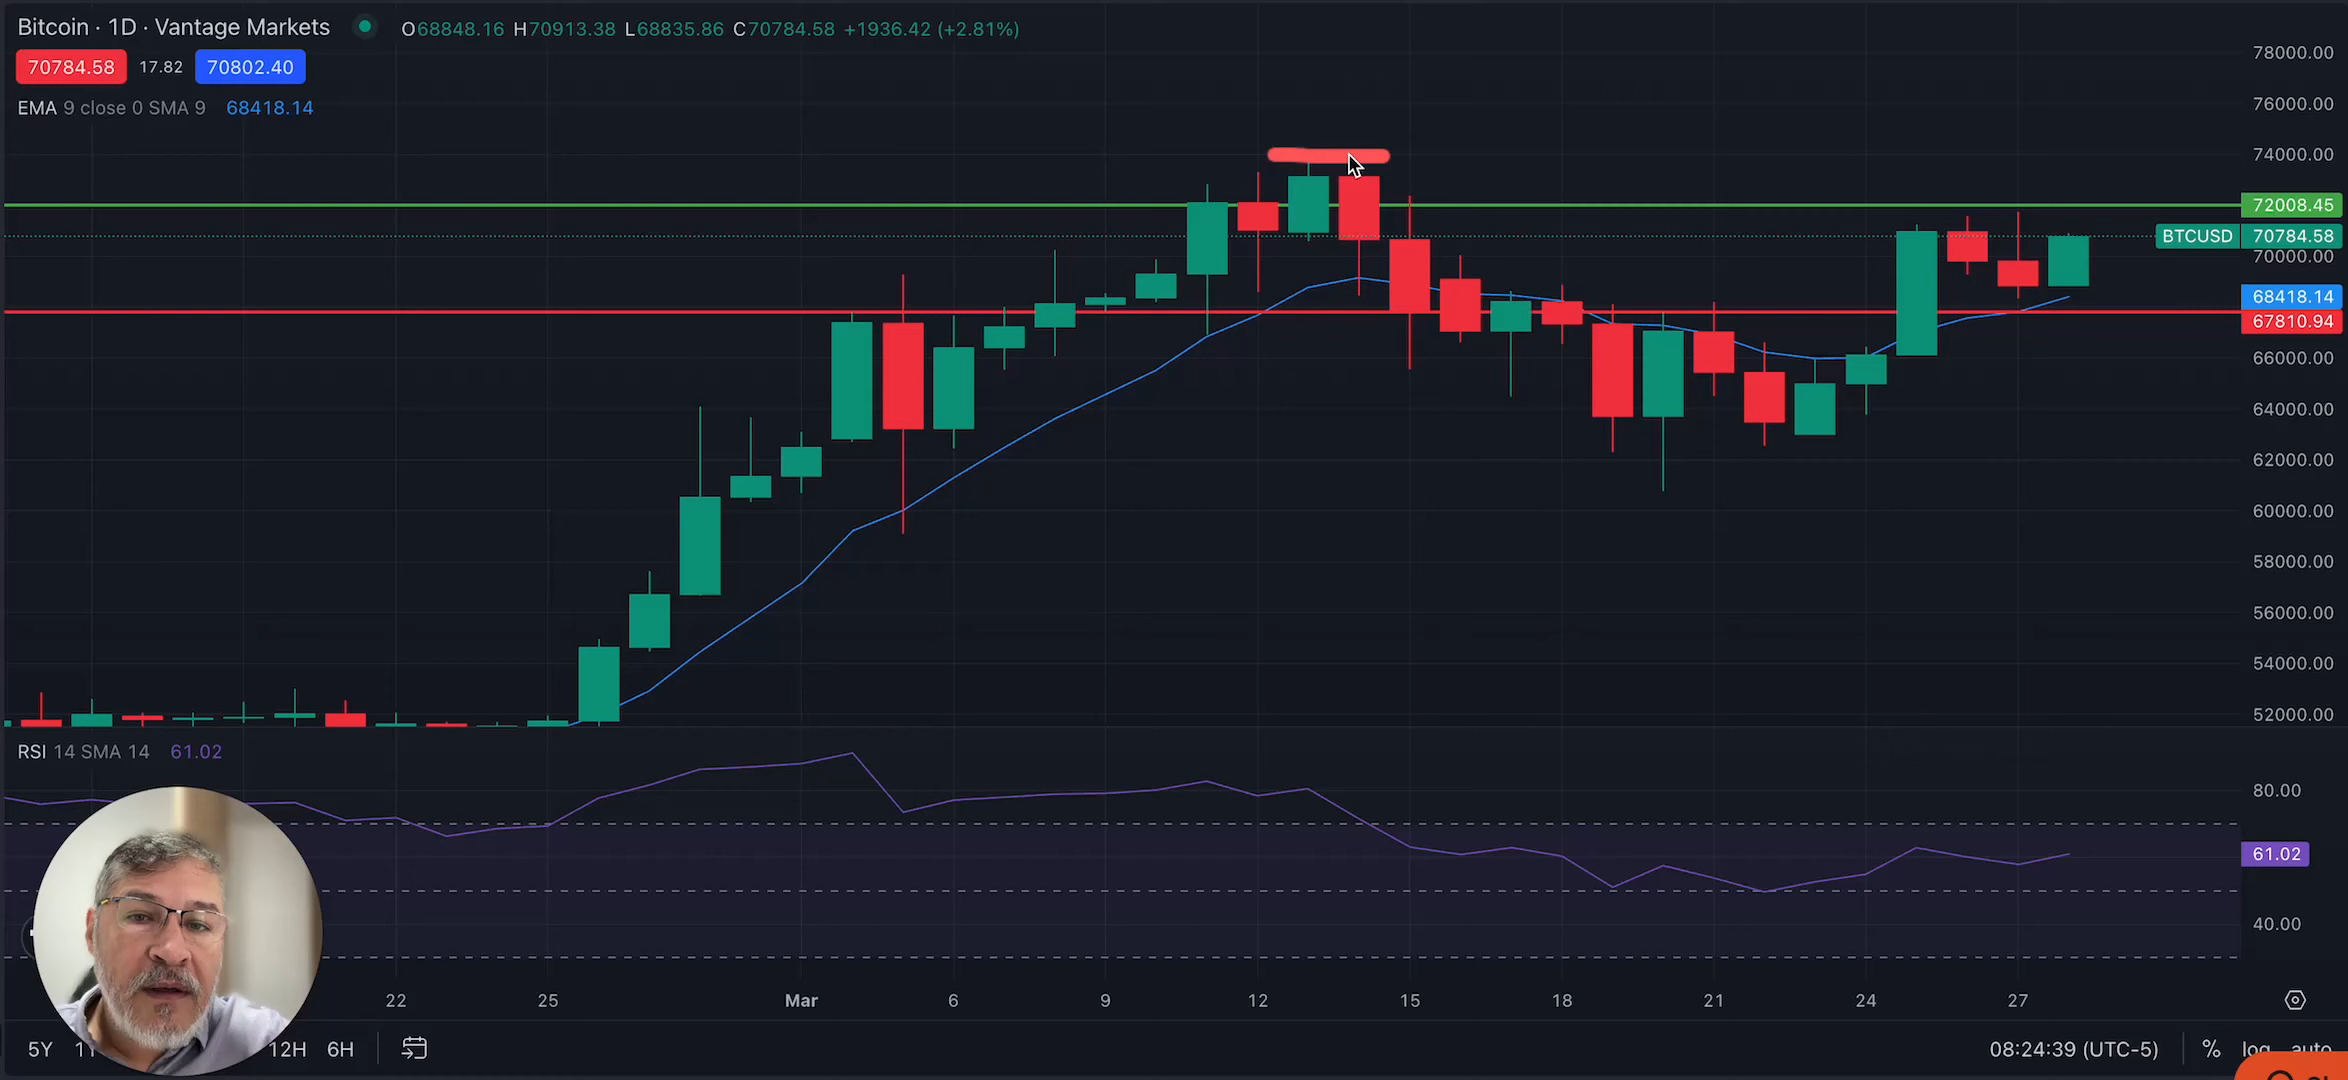 Bitcoin · 1D · Vantage Markets O68848.16 H70913.38 L68835.86 C70784.58 +1936.42 (+2.81%)
70784.58 17.82 70802.40
EMA 9 close 0 SMA 9 68418.14
78000.00
76000.00
74000.00
72008.45
BTCUSD 70784.58
70000.00
68418.14
67810.94
66000.00
64000.00
62000.00
60000.00
58000.00
56000.00
54000.00
52000.00
RSI 14 SMA 14 61.02
80.00
61.02
40.00
22 25 Mar 6 9 12 15 18 21 24 27
5Y 12H 6H 08:24:39 (UTC-5) % log auto